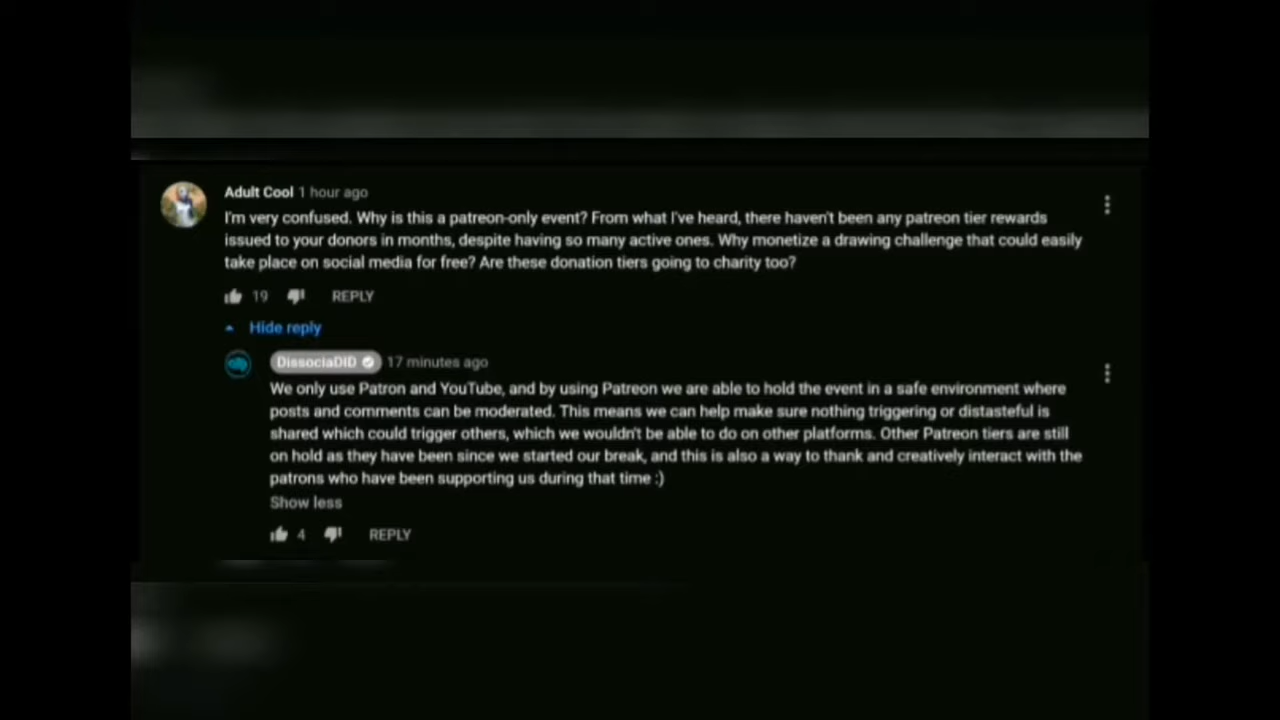 Adult Cool 1 hour ago
I'm very confused. Why is this a patreon-only event? From what I've heard, there haven't been any patreon tier rewards
issued to your donors in months, despite having so many active ones. Why monetize a drawing challenge that could easily
take place on social media for free? Are these donation tiers going to charity too?
19 REPLY
Hide reply
DissociaDID 17 minutes ago
We only use Patron and YouTube, and by using Patreon we are able to hold the event in a safe environment where
posts and comments can be moderated. This means we can help make sure nothing triggering or distasteful is
shared which could trigger others, which we wouldn't be able to do on other platforms. Other Patreon tiers are still
on hold as they have been since we started our break, and this is also a way to thank and creatively interact with the
patrons who have been supporting us during that time :)
Show less
4 REPLY